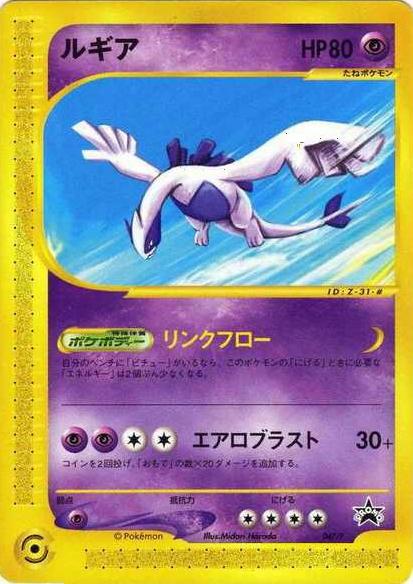 ルギア HP80
たねポケモン
ID:Z-31-#
特殊体質
ポケボディー リンクフロー
自分のベンチに「ピチュー」がいるなら、このポケモンの「にげる」ときに必要な
「エネルギー」は2個ぶん少なくなる。
エアロブラスト 30+
コインを2回投げ、「おもて」の数×20ダメージを追加する。
弱点 抵抗力 にげる
©Pokémon Illus.Midori Harada 047/P
PROMO